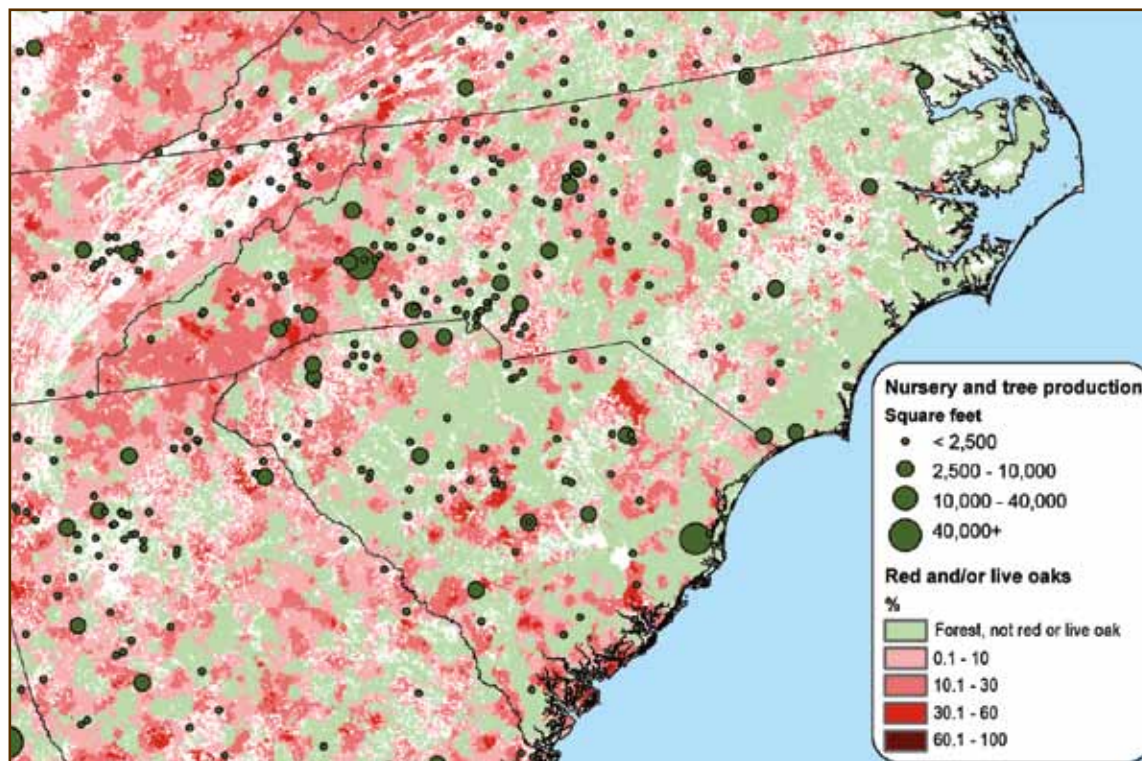 Nursery and tree production
Square feet
< 2,500
2,500 - 10,000
10,000 - 40,000
40,000+
Red and/or live oaks
%
Forest, not red or live oak
0.1 - 10
10.1 - 30
30.1 - 60
60.1 - 100